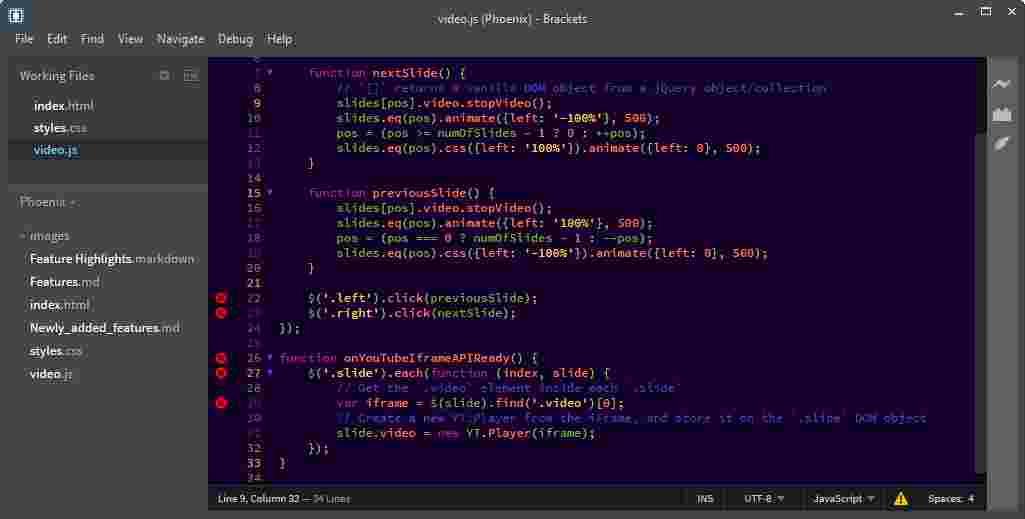 video.js (Phoenix) - Brackets
File Edit Find View Navigate Debug Help
Working Files
index.html
styles.css
video.js
Phoenix
images
Feature Highlights.markdown
Features.md
index.html
Newly_added_features.md
styles.css
video.js
6
7 function nextSlide() {
8 // `[]` returns a vanilla DOM object from a jQuery object/collection
9 slides[pos].video.stopVideo();
10 slides.eq(pos).animate({left: '-100%'}, 500);
11 pos = (pos >= numOfSlides - 1 ? 0 : ++pos);
12 slides.eq(pos).css({left: '100%'}).animate({left: 0}, 500);
13 }
14
15 function previousSlide() {
16 slides[pos].video.stopVideo();
17 slides.eq(pos).animate({left: '100%'}, 500);
18 pos = (pos === 0 ? numOfSlides - 1 : --pos);
19 slides.eq(pos).css({left: '-100%'}).animate({left: 0}, 500);
20 }
21
22 $('.left').click(previousSlide);
23 $('.right').click(nextSlide);
24 });
25
26 function onYouTubeIframeAPIReady() {
27 $('.slide').each(function (index, slide) {
28 // Get the `.video` element inside each `.slide`
29 var iframe = $(slide).find('.video')[0];
30 // Create a new YT.Player from the iFrame, and store it on the `.slide` DOM object
31 slide.video = new YT.Player(iframe);
32 });
33 }
34
Line 9, Column 33 — 34 Lines
INS UTF-8 JavaScript Spaces: 4